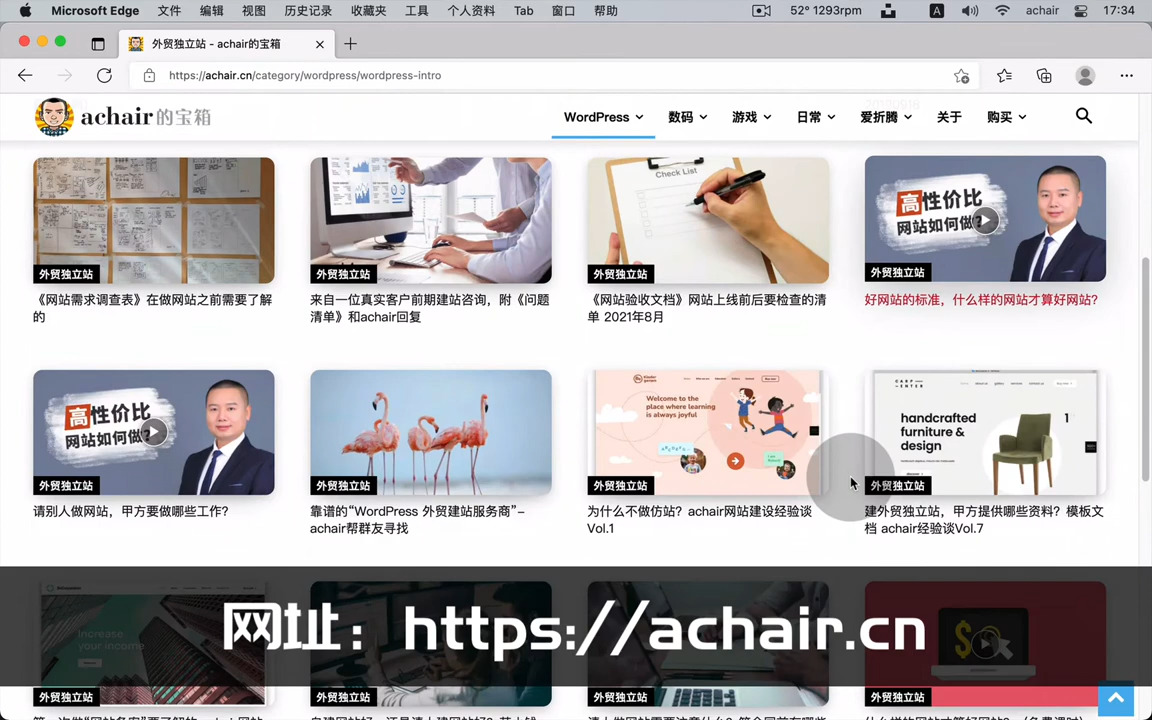 Microsoft Edge 文件 编辑 视图 历史记录 收藏夹 工具 个人资料 Tab 窗口 帮助 52° 1293rpm A achair 17:34
外贸独立站 - achair的宝箱
https://achair.cn/category/wordpress/wordpress-intro
achair的宝箱 WordPress 数码 游戏 日常 爱折腾 关于 购买
Check List
高性价比
网站如何做?
外贸独立站 外贸独立站 外贸独立站 外贸独立站
《网站需求调查表》在做网站之前需要了解的
来自一位真实客户前期建站咨询，附《问题清单》和achair回复
《网站验收文档》网站上线前后要检查的清单 2021年8月
好网站的标准，什么样的网站才算好网站?
高性价比
网站如何做?
Welcome to the
place where learning
is always joyful
handcrafted
furniture &
design
外贸独立站 外贸独立站 外贸独立站 外贸独立站
请别人做网站，甲方要做哪些工作?
靠谱的“WordPress 外贸建站服务商”– achair帮群友寻找
为什么不做仿站? achair网站建设经验谈 Vol.1
建外贸独立站，甲方提供哪些资料? 模板文档 achair经验谈Vol.7
Increase
your income
网址：https://achair.cn
外贸独立站 外贸独立站 外贸独立站 外贸独立站